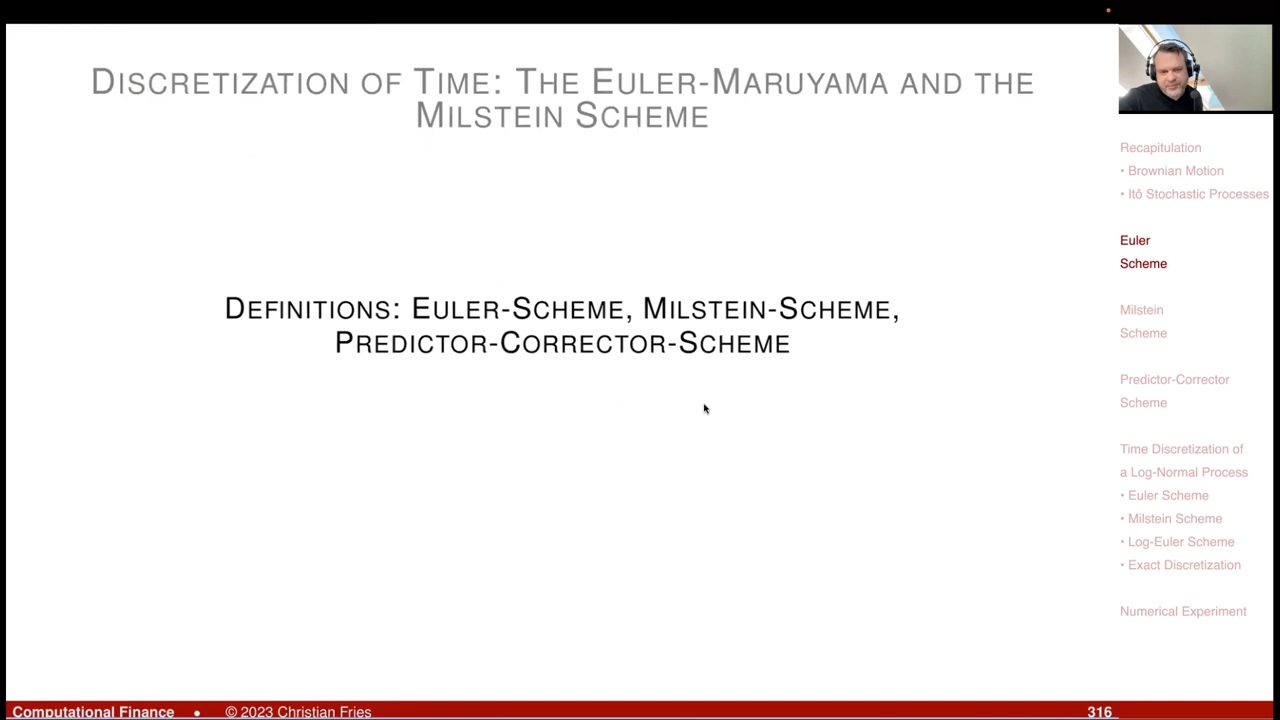 DISCRETIZATION OF TIME: THE EULER-MARUYAMA AND THE
MILSTEIN SCHEME
DEFINITIONS: EULER-SCHEME, MILSTEIN-SCHEME,
PREDICTOR-CORRECTOR-SCHEME
Recapitulation
• Brownian Motion
• Itô Stochastic Processes
Euler
Scheme
Milstein
Scheme
Predictor-Corrector
Scheme
Time Discretization of
a Log-Normal Process
• Euler Scheme
• Milstein Scheme
• Log-Euler Scheme
• Exact Discretization
Numerical Experiment
Computational Finance • © 2023 Christian Fries 316